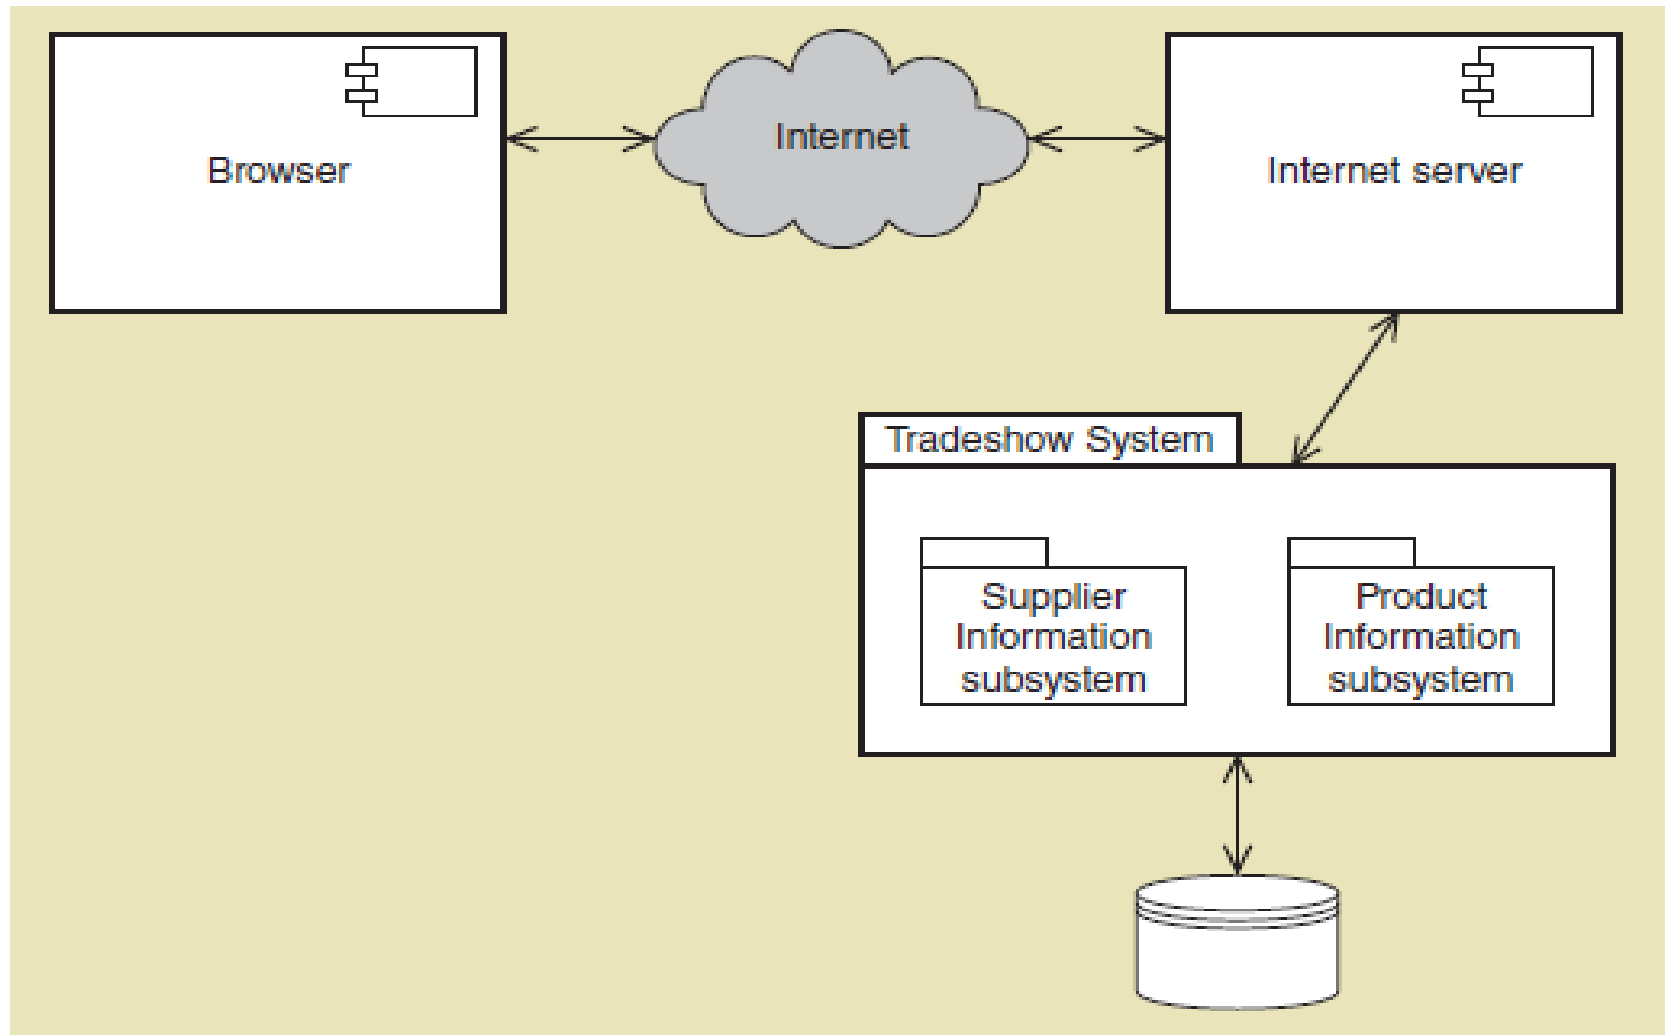 Browser
Internet
Internet server
Tradeshow System
Supplier
Information
subsystem
Product
Information
subsystem